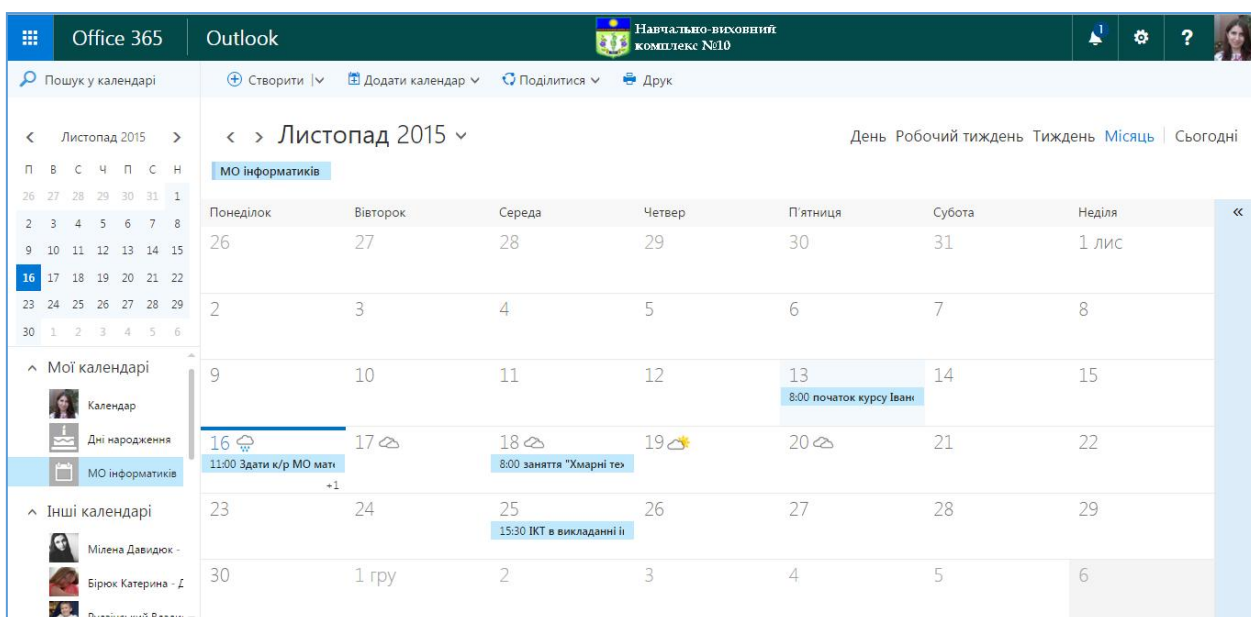 Office 365 Outlook Навчально-виховний
комплекс №10 1 ?
Пошук у календарі Створити Додати календар Поділитися Друк
Листопад 2015
П В С Ч П С Н
26 27 28 29 30 31 1
2 3 4 5 6 7 8
9 10 11 12 13 14 15
16 17 18 19 20 21 22
23 24 25 26 27 28 29
30 1 2 3 4 5 6
Мої календарі
Календар
Дні народження
МО інформатиків
Інші календарі
Мілена Давидюк -
Бірюк Катерина - Д
Листопад 2015 День Робочий тиждень Тиждень Місяць Сьогодні
МО інформатиків
Понеділок Вівторок Середа Четвер П'ятниця Субота Неділя
26 27 28 29 30 31 1 лис
2 3 4 5 6 7 8
9 10 11 12 13 14 15
8:00 початок курсу Іван
16 17 18 19 20 21 22
11:00 Здати к/р МО мат 8:00 заняття "Хмарні те
+1
23 24 25 26 27 28 29
15:30 ІКТ в викладанні
30 1 гру 2 3 4 5 6